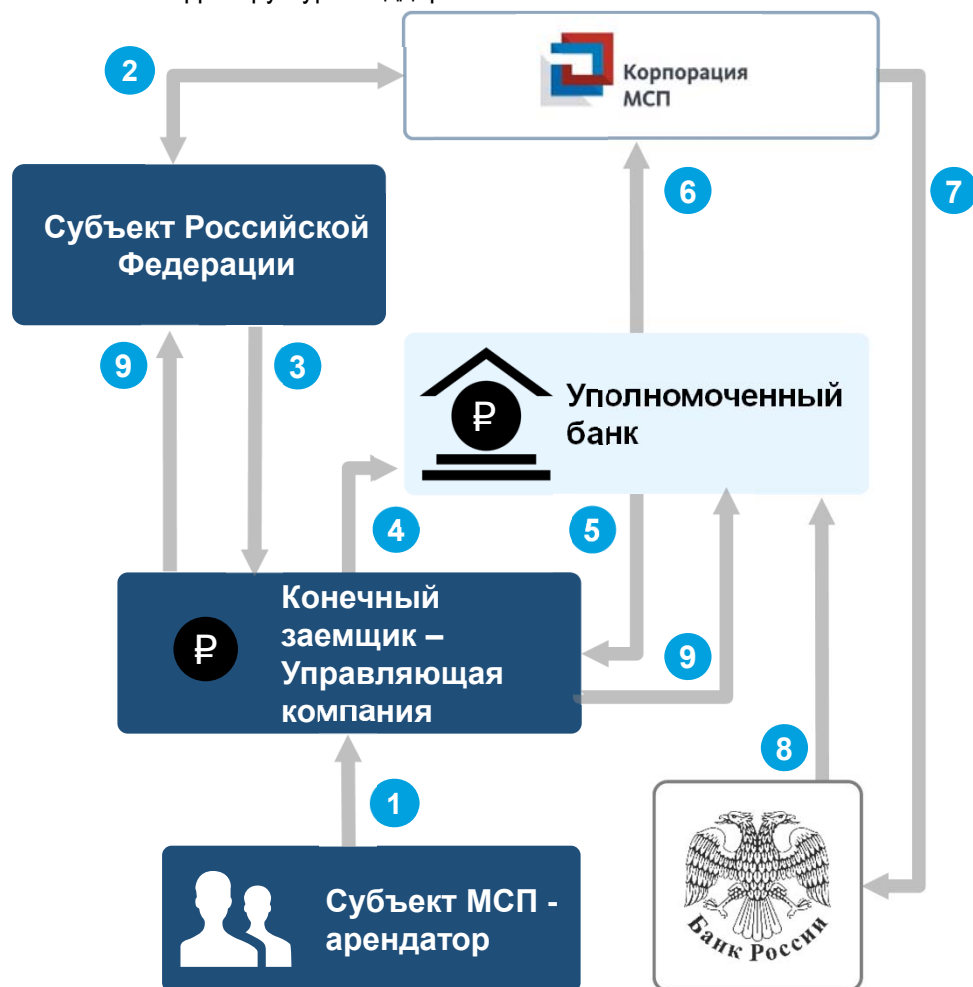 2
Корпорация
МСП
Субъект Российской
Федерации
6
7
9
3
₽
Уполномоченный
банк
4
5
₽
Конечный
заемщик –
Управляющая
компания
9
8
1
Субъект МСП -
арендатор
Банк России